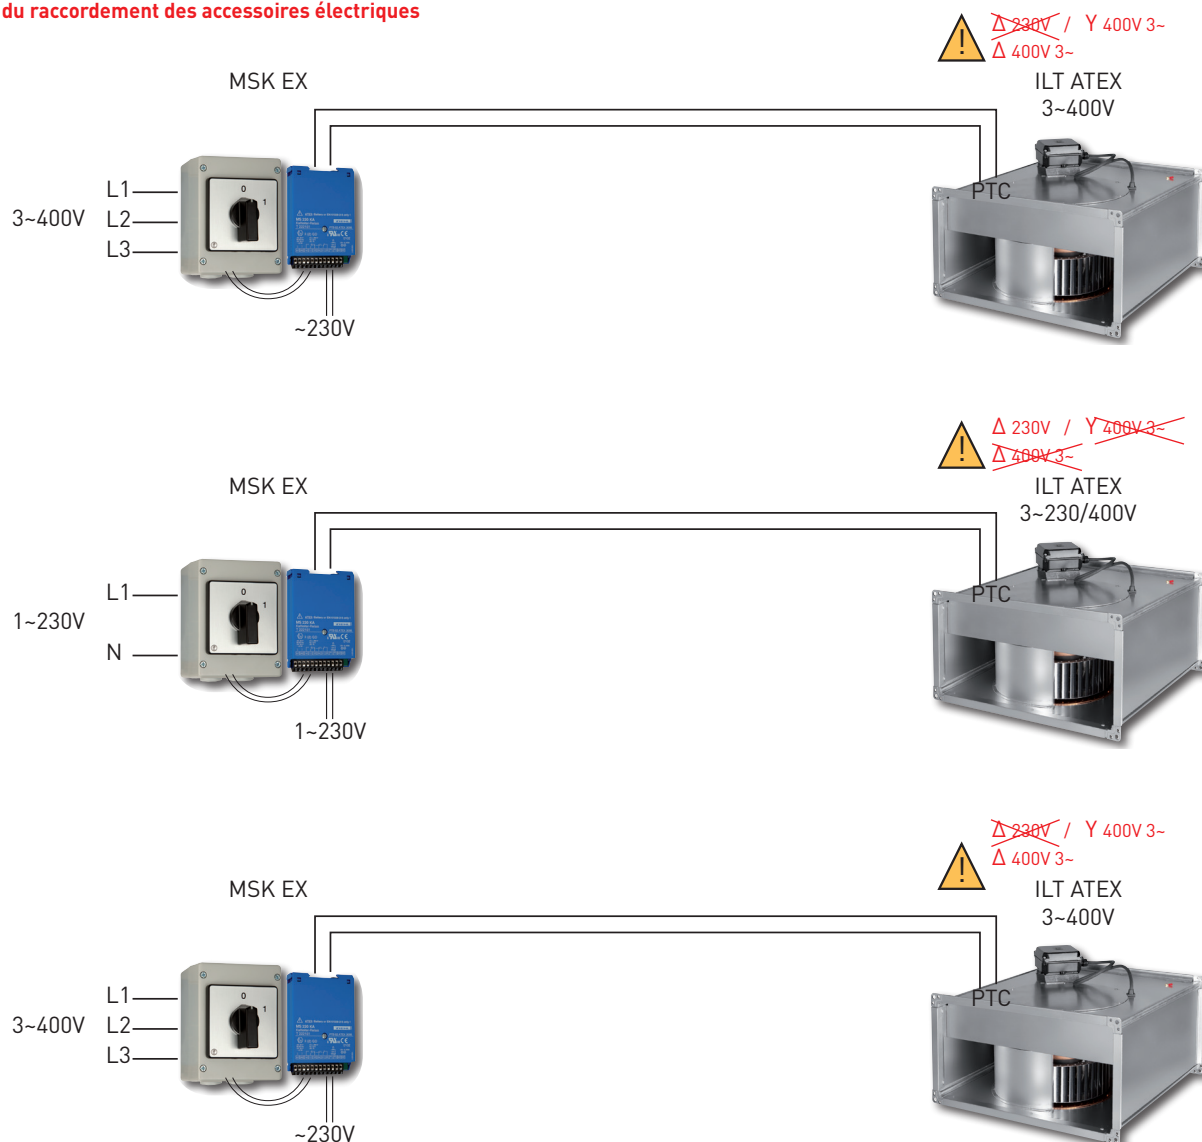 du raccordement des accessoires électriques
Δ 230V / Y 400V 3~
Δ 400V 3~
MSK EX
ILT ATEX
3~400V
PTC
0
1
L1
3~400V L2
L3
~230V
Δ 230V / Y 400V 3~
Δ 400V 3~
MSK EX
ILT ATEX
3~230/400V
PTC
0
1
L1
1~230V
N
1~230V
Δ 230V / Y 400V 3~
Δ 400V 3~
MSK EX
ILT ATEX
3~400V
PTC
0
1
L1
3~400V L2
L3
~230V